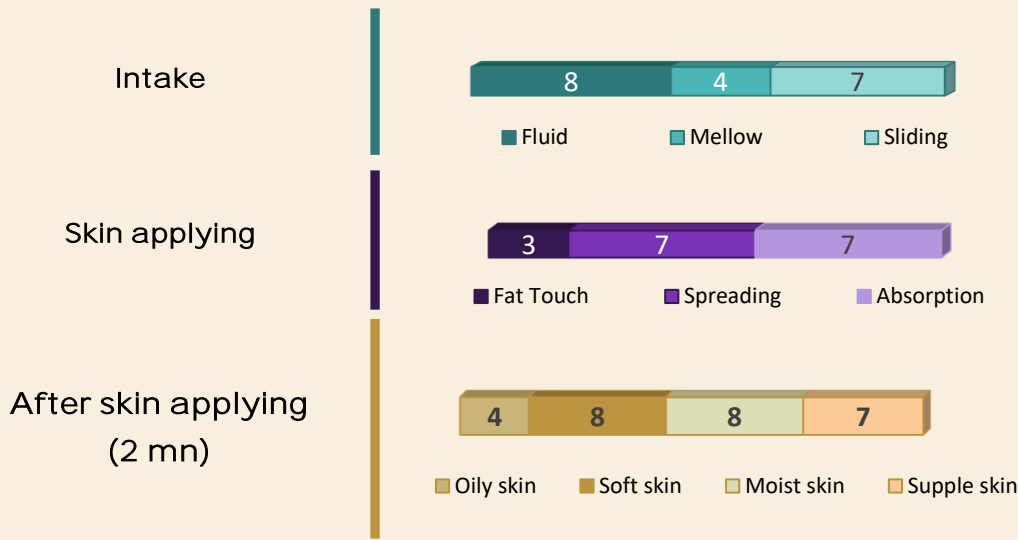 Intake
8 4 7
Fluid Mellow Sliding
Skin applying
3 7 7
Fat Touch Spreading Absorption
After skin applying
(2 mn)
4 8 8 7
Oily skin Soft skin Moist skin Supple skin